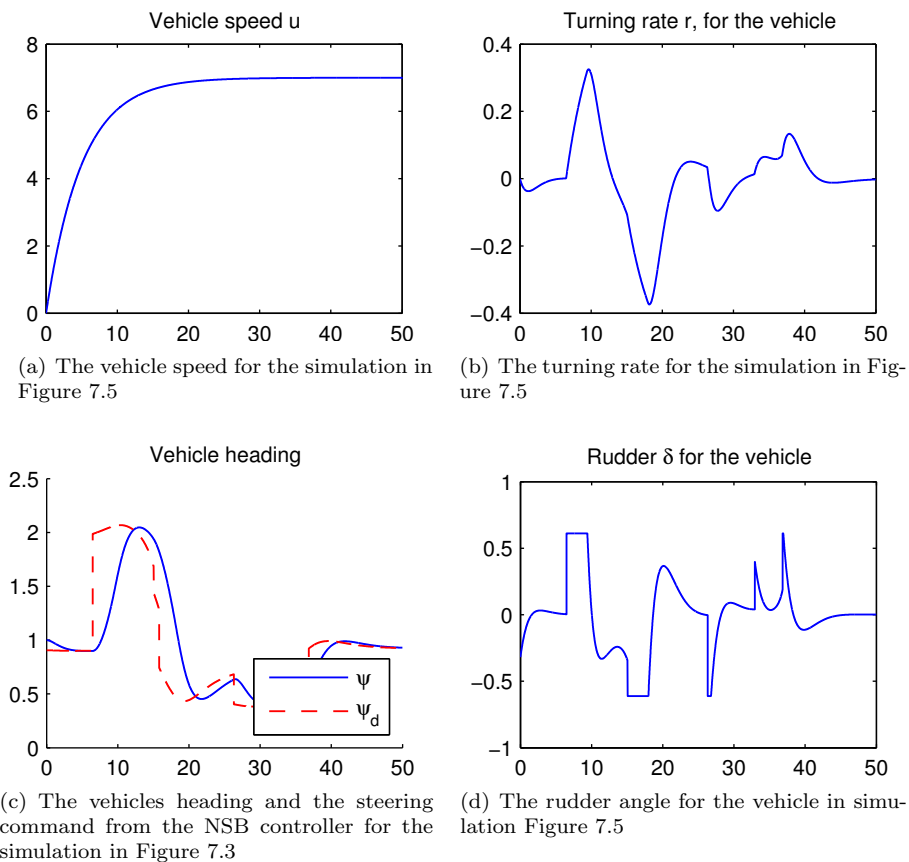 Vehicle speed u
8
6
4
2
0
0 10 20 30 40 50
(a) The vehicle speed for the simulation in
Figure 7.5
Turning rate r, for the vehicle
0.4
0.2
0
−0.2
−0.4
0 10 20 30 40 50
(b) The turning rate for the simulation in Fig-
ure 7.5
Vehicle heading
2.5
2
1.5
1
0.5
0
0 10 20 30 40 50
ψ
ψd
(c) The vehicles heading and the steering
command from the NSB controller for the
simulation in Figure 7.3
Rudder δ for the vehicle
1
0.5
0
−0.5
−1
0 10 20 30 40 50
(d) The rudder angle for the vehicle in simu-
lation Figure 7.5